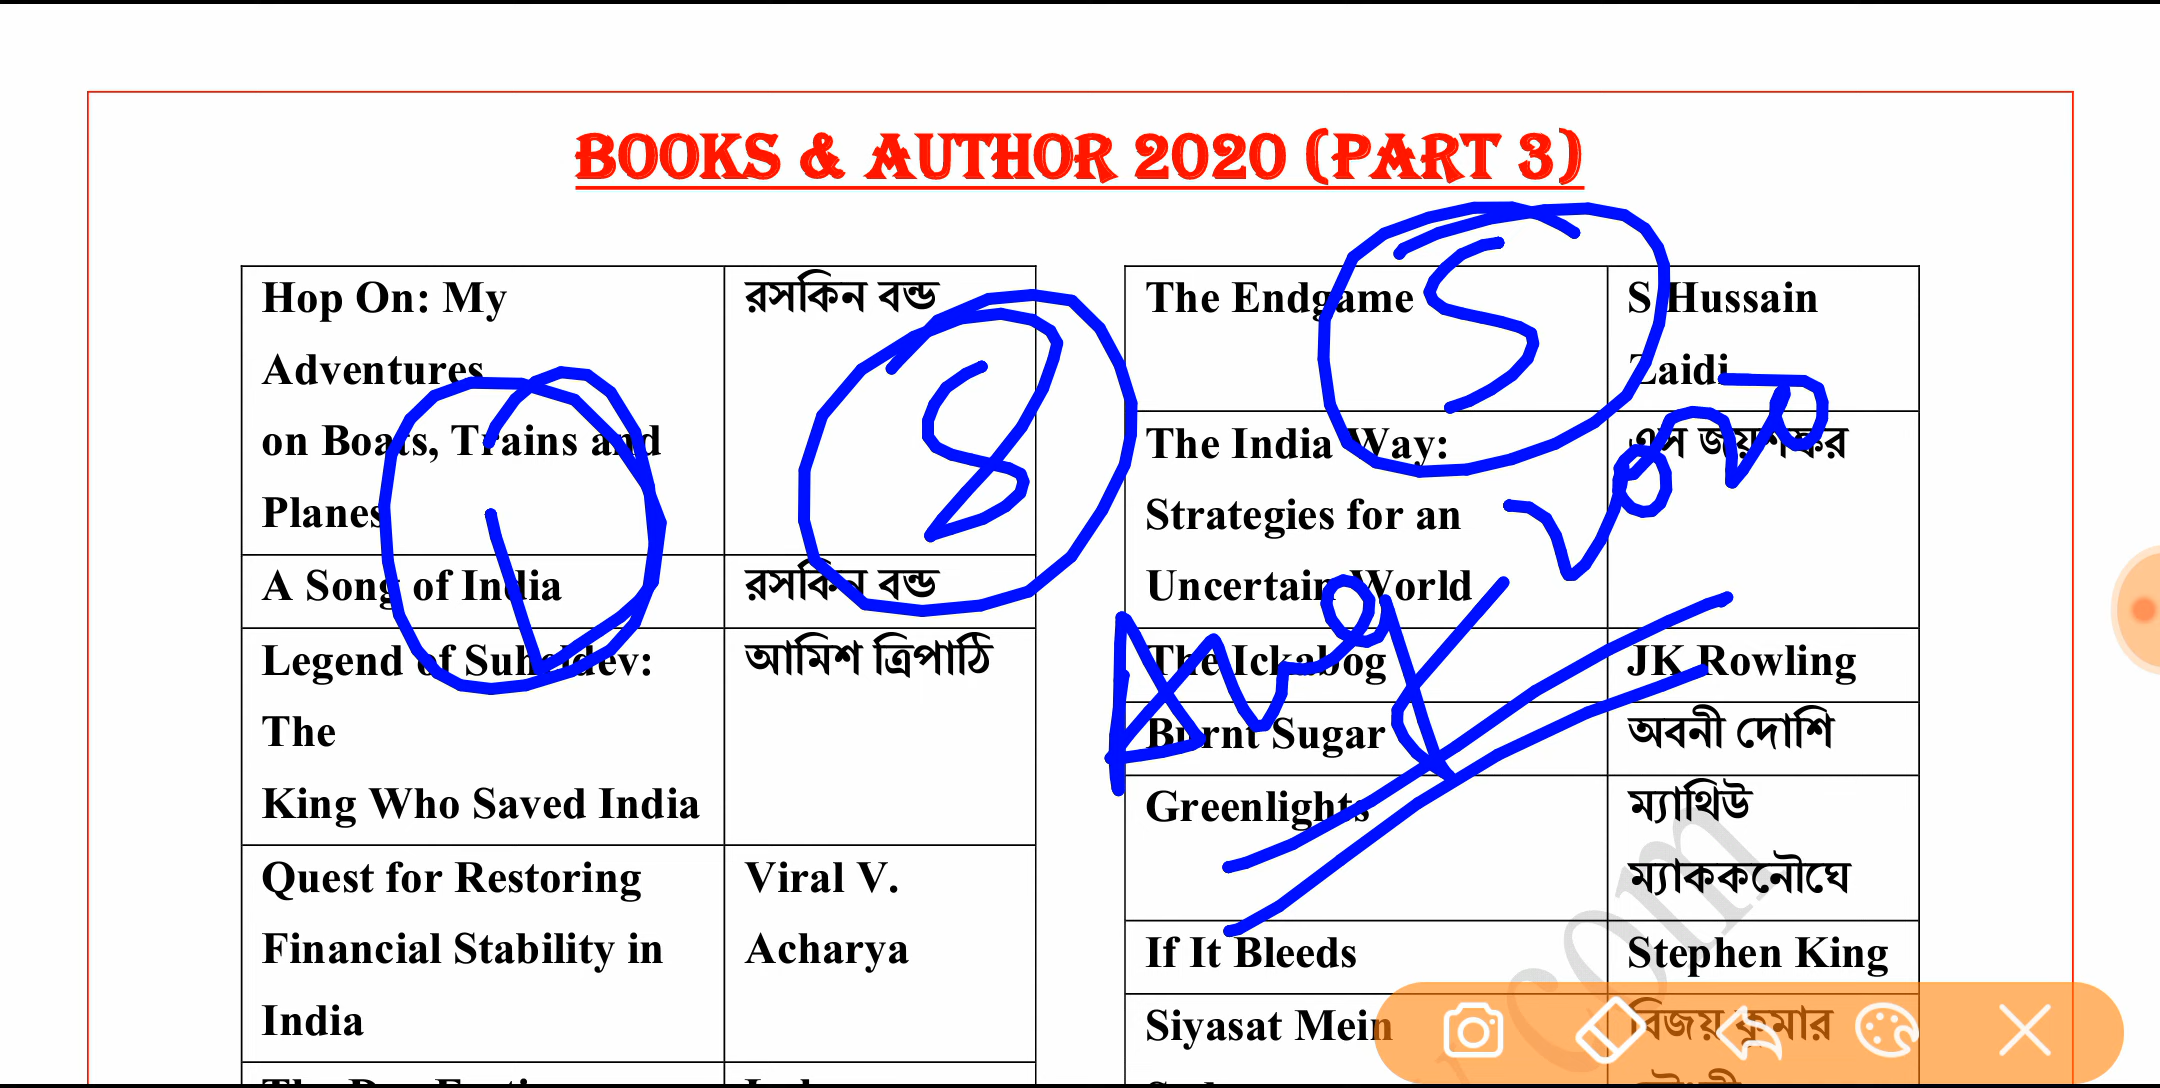 BOOKS & AUTHOR 2020 (PART 3)
Hop On: My
Adventures
on Boats, Trains and
Planes
রসকিন বন্ড
A Song of India
রসকিন বন্ড
Legend of Suheldev:
The
King Who Saved India
আমিশ ত্রিপাঠি
Quest for Restoring
Financial Stability in
India
Viral V.
Acharya
The Endgame
S Hussain
Zaidi
The India Way:
Strategies for an
Uncertain World
এস জয়শঙ্কর
The Ickabog
JK Rowling
Burnt Sugar
অবনী দোশি
Greenlights
ম্যাথিউ
ম্যাককনৌঘে
If It Bleeds
Stephen King
Siyasat Mein
বিজয় কুমার
S
S
com